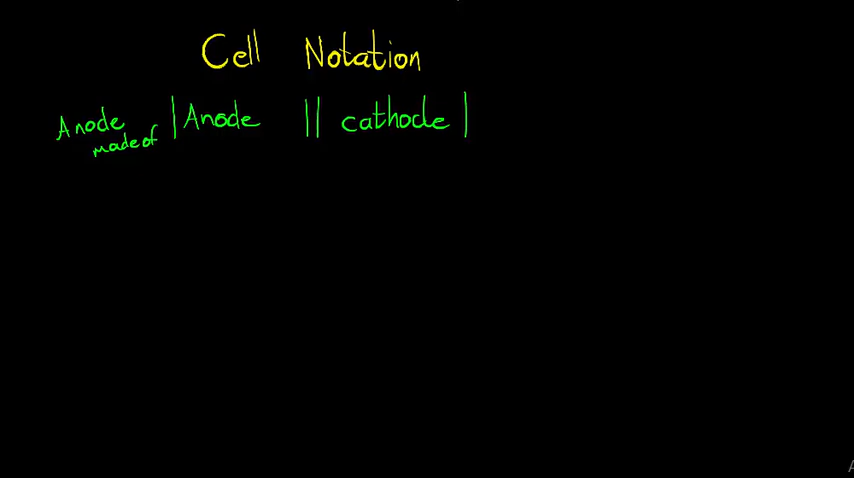 Cell Notation
Anode | Anode || cathode |
made of